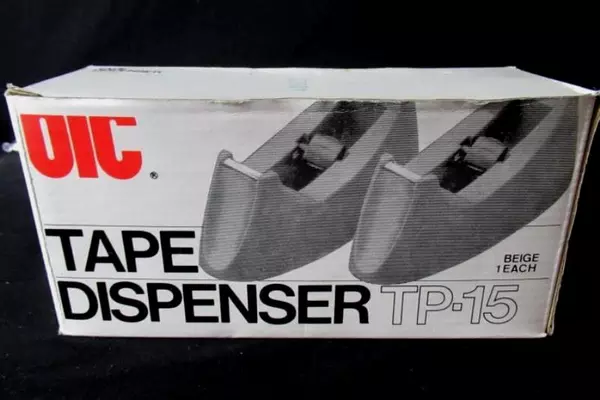 OIC ®
TAPE
BEIGE
1 EACH
DISPENSER TP-15